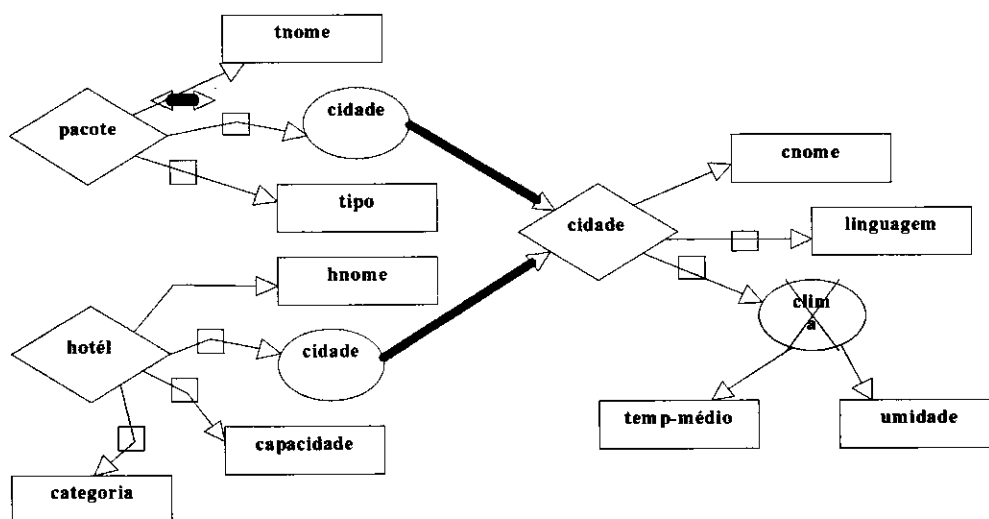 tnome
cidade
pacote
cnome
tipo
cidade
linguagem
hnome
clim
a
cidade
hotél
temp-médio
umidade
capacidade
categoria